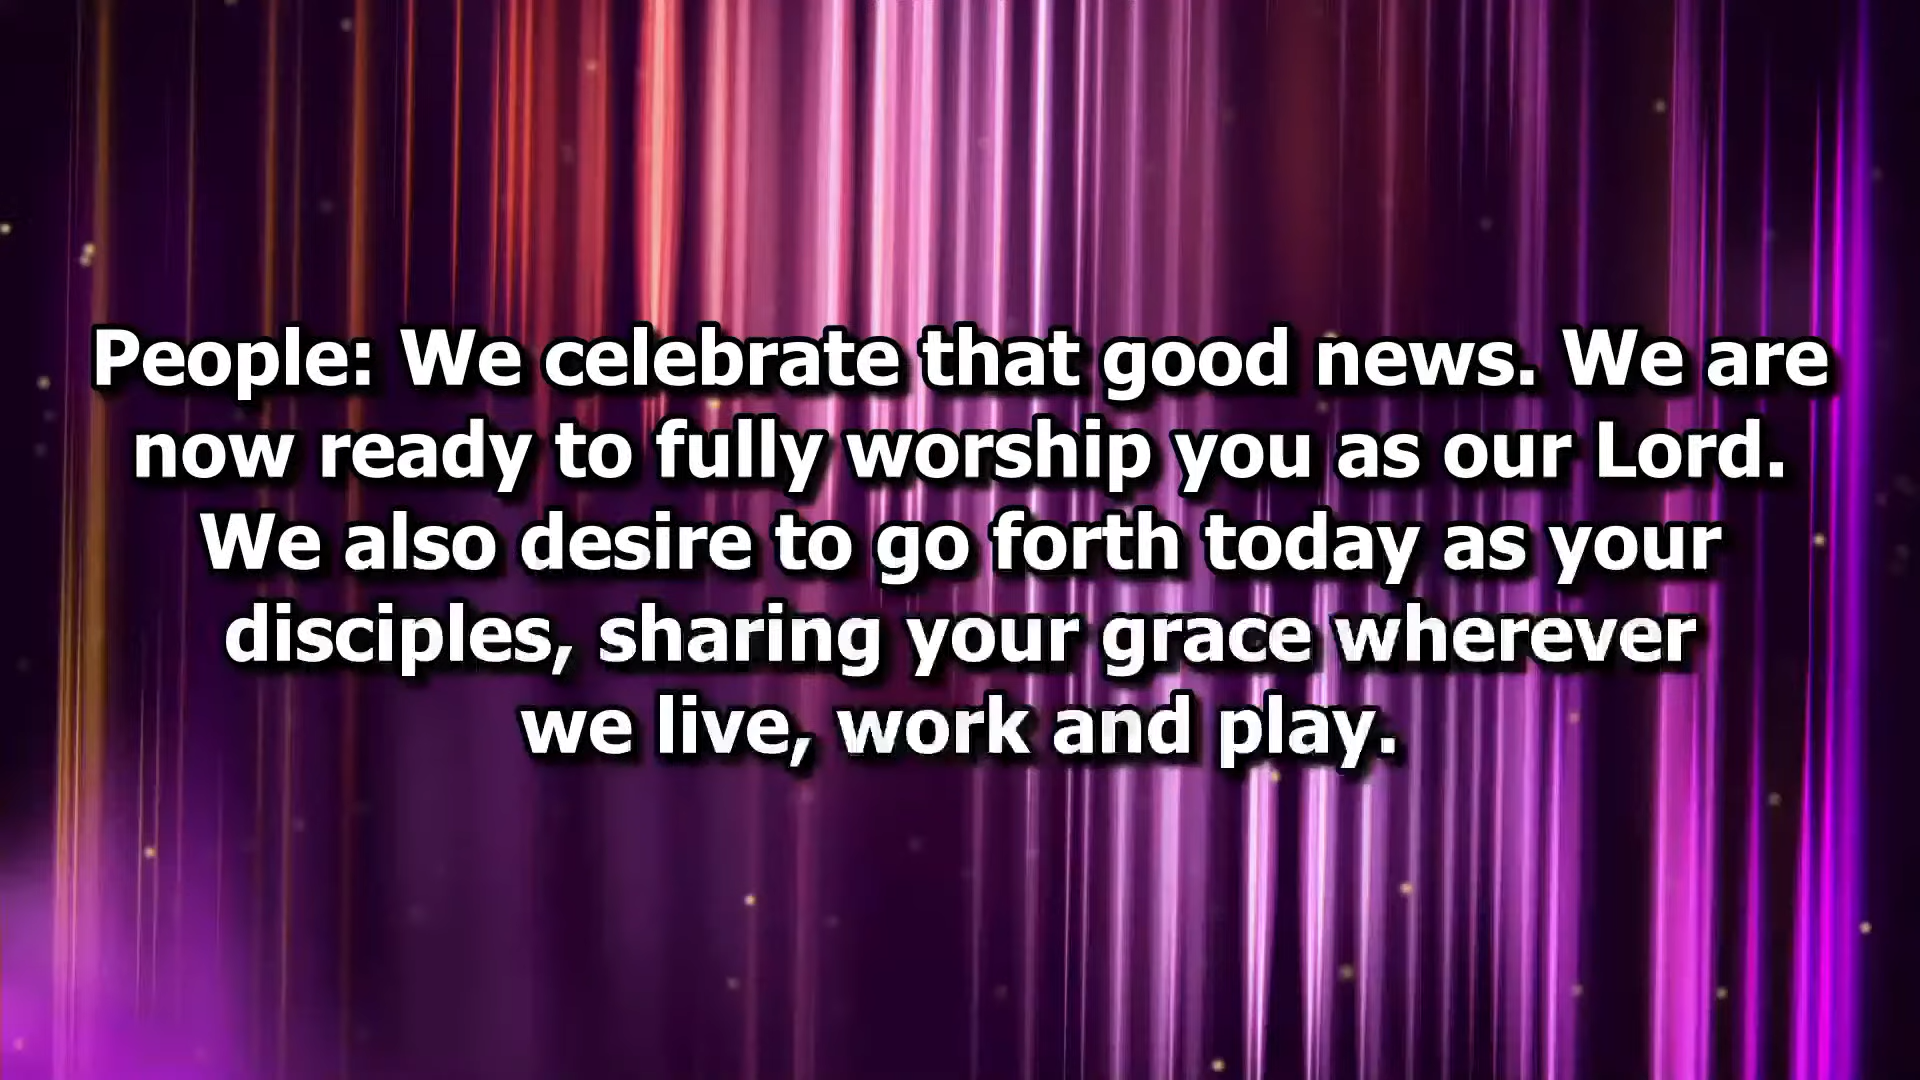 People: We celebrate that good news. We are
now ready to fully worship you as our Lord.
We also desire to go forth today as your
disciples, sharing your grace wherever
we live, work and play.